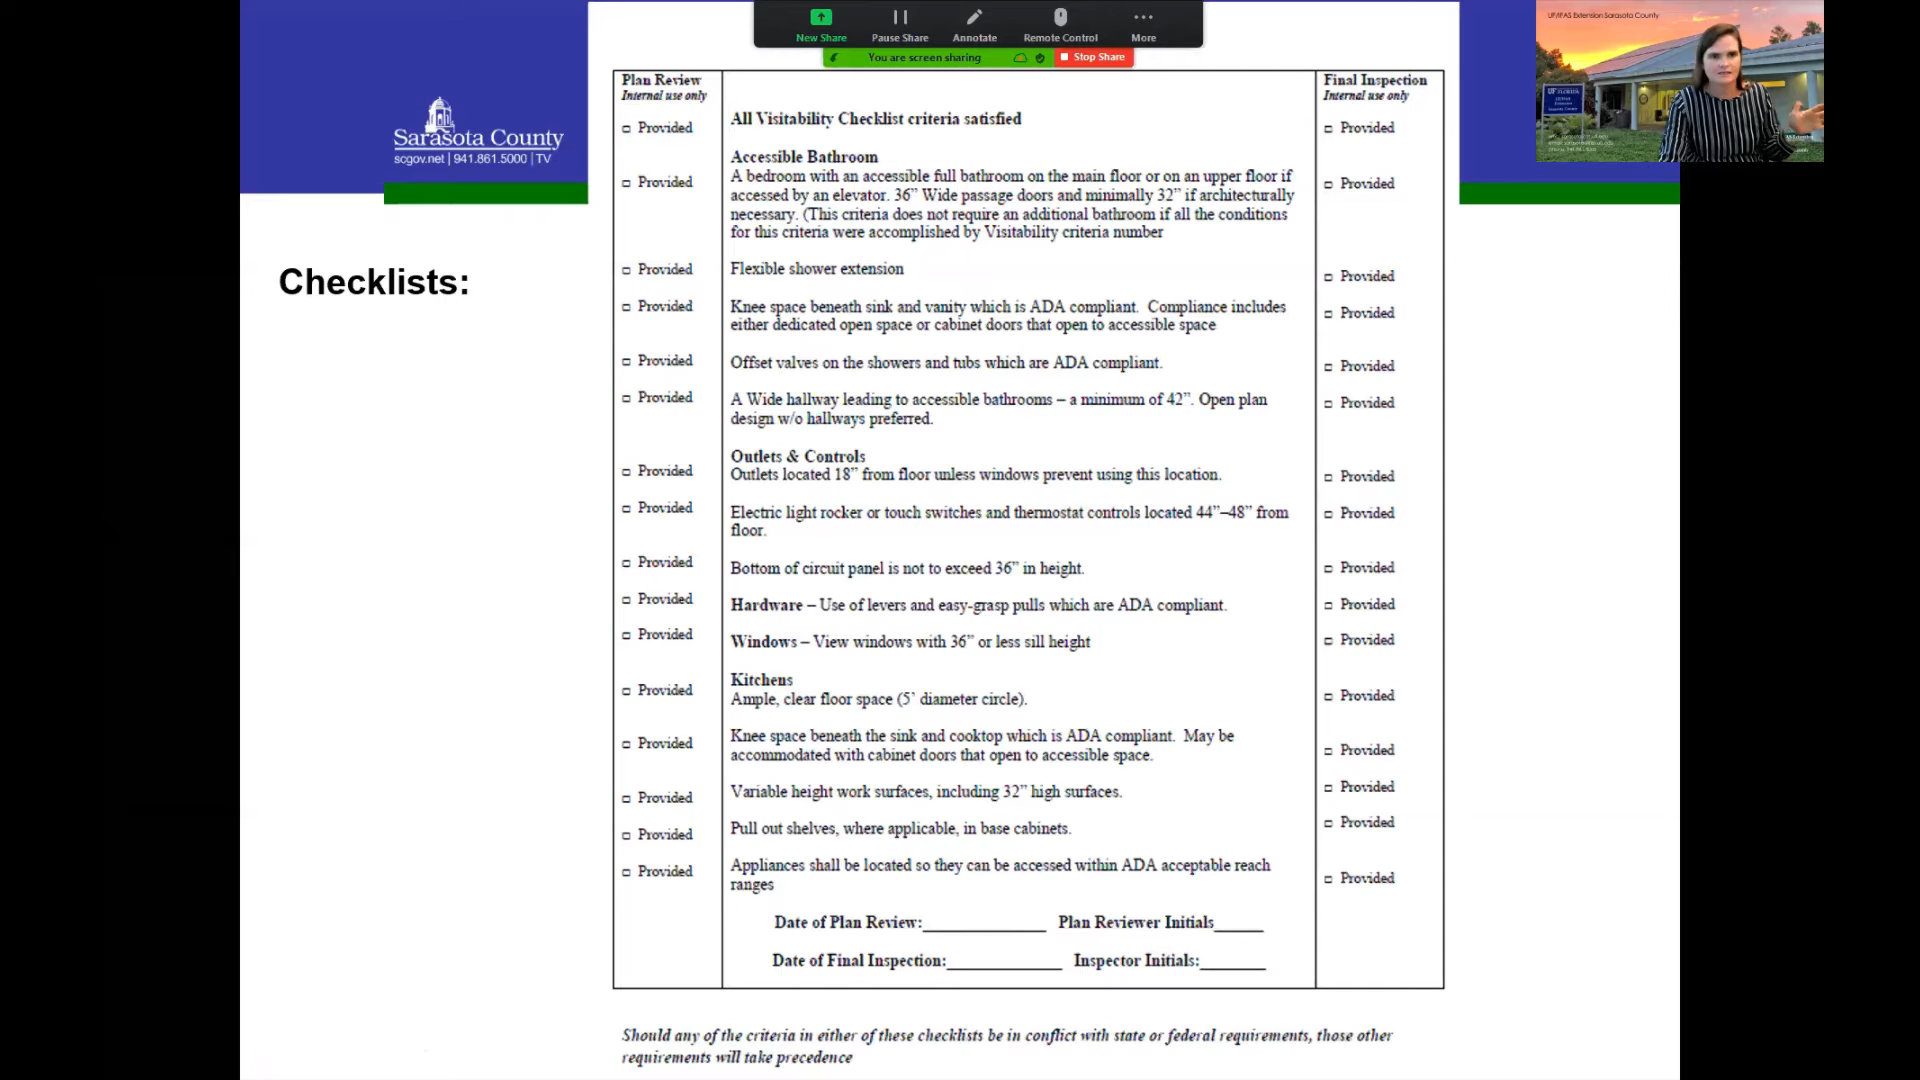 New Share
Pause Share
Annotate
Remote Control
More
You are screen sharing
Stop Share
UF/IFAS Extension Sarasota County
Sarasota County
scgov.net | 941.861.5000 | TV
Checklists:
Plan Review
Internal use only
Final Inspection
Internal use only
Provided
All Visitability Checklist criteria satisfied
Provided
Accessible Bathroom
Provided
A bedroom with an accessible full bathroom on the main floor or on an upper floor if
accessed by an elevator. 36” Wide passage doors and minimally 32” if architecturally
necessary. (This criteria does not require an additional bathroom if all the conditions
for this criteria were accomplished by Visitability criteria number
Provided
Provided
Flexible shower extension
Provided
Provided
Knee space beneath sink and vanity which is ADA compliant. Compliance includes
either dedicated open space or cabinet doors that open to accessible space
Provided
Provided
Offset valves on the showers and tubs which are ADA compliant.
Provided
Provided
A Wide hallway leading to accessible bathrooms – a minimum of 42”. Open plan
design w/o hallways preferred.
Provided
Outlets & Controls
Provided
Outlets located 18” from floor unless windows prevent using this location.
Provided
Provided
Electric light rocker or touch switches and thermostat controls located 44”–48” from
floor.
Provided
Provided
Bottom of circuit panel is not to exceed 36” in height.
Provided
Provided
Hardware – Use of levers and easy-grasp pulls which are ADA compliant.
Provided
Provided
Windows – View windows with 36” or less sill height
Provided
Kitchens
Provided
Ample, clear floor space (5’ diameter circle).
Provided
Provided
Knee space beneath the sink and cooktop which is ADA compliant. May be
accommodated with cabinet doors that open to accessible space.
Provided
Provided
Variable height work surfaces, including 32” high surfaces.
Provided
Provided
Pull out shelves, where applicable, in base cabinets.
Provided
Provided
Appliances shall be located so they can be accessed within ADA acceptable reach
ranges
Provided
Date of Plan Review:______________ Plan Reviewer Initials______
Date of Final Inspection:_____________ Inspector Initials:________
Should any of the criteria in either of these checklists be in conflict with state or federal requirements, those other
requirements will take precedence